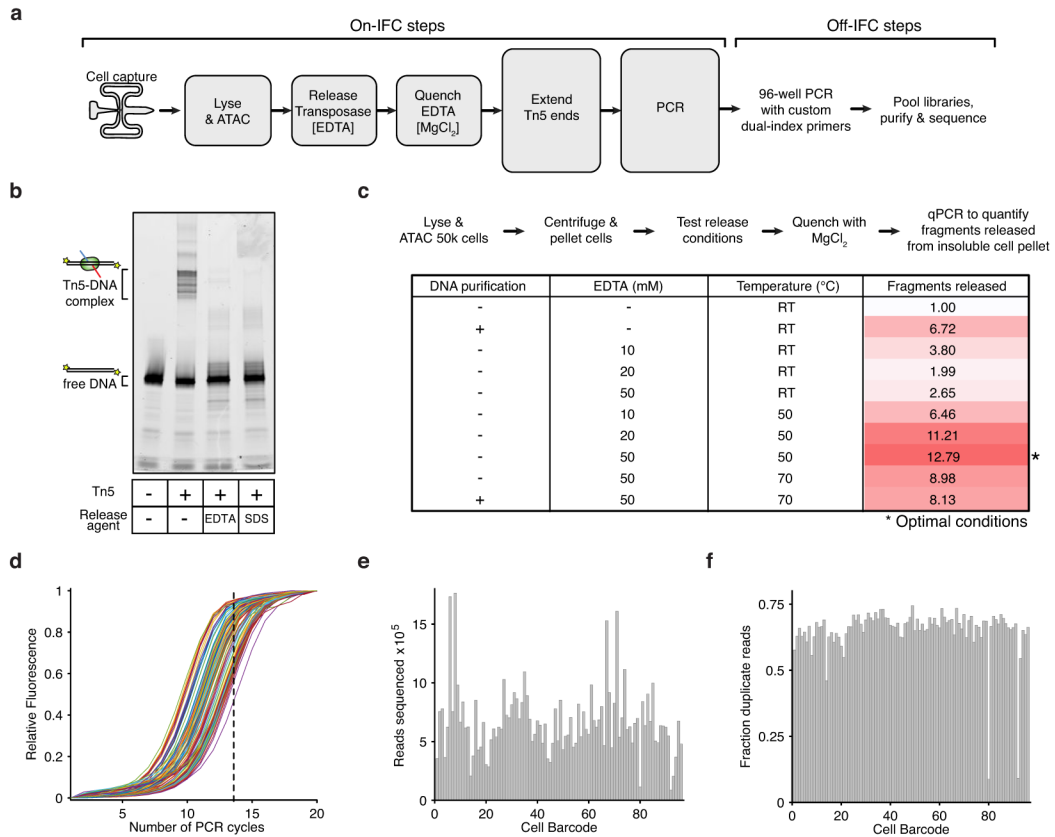 a
On-IFC steps
Off-IFC steps
Cell capture
Lyse
& ATAC
Release
Transposase
[EDTA]
Quench
EDTA
[MgCl2]
Extend
Tn5 ends
PCR
96-well PCR
with custom
dual-index primers
Pool libraries,
purify & sequence
b
Tn5-DNA
complex
free DNA
Tn5 - + + +
Release
agent - - EDTA SDS
c
Lyse &
ATAC 50k cells
Centrifuge &
pellet cells
Test release
conditions
Quench with
MgCl2
qPCR to quantify
fragments released
from insoluble cell pellet
DNA purification EDTA (mM) Temperature (°C) Fragments released
- - RT 1.00
+ - RT 6.72
- 10 RT 3.80
- 20 RT 1.99
- 50 RT 2.65
- 10 50 6.46
- 20 50 11.21
- 50 50 12.79 *
- 50 70 8.98
+ 50 70 8.13
* Optimal conditions
d
Relative Fluorescence
1
0.8
0.6
0.4
0.2
0
5 10 15 20
Number of PCR cycles
e
Reads sequenced x10^5
15
10
5
0
0 20 40 60 80
Cell Barcode
f
Fraction duplicate reads
0.75
0.5
0.25
0
0 20 40 60 80
Cell Barcode